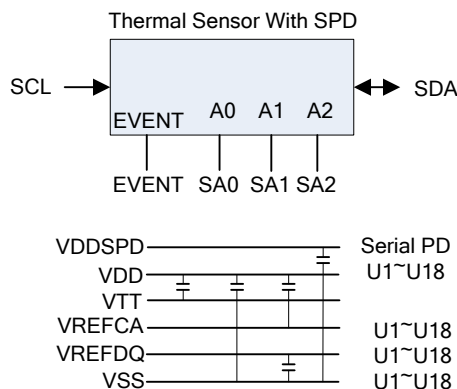 Thermal Sensor With SPD
SCL SDA
EVENT A0 A1 A2
EVENT SA0 SA1 SA2
VDDSPD Serial PD
VDD U1~U18
VTT
VREFCA U1~U18
VREFDQ U1~U18
VSS U1~U18